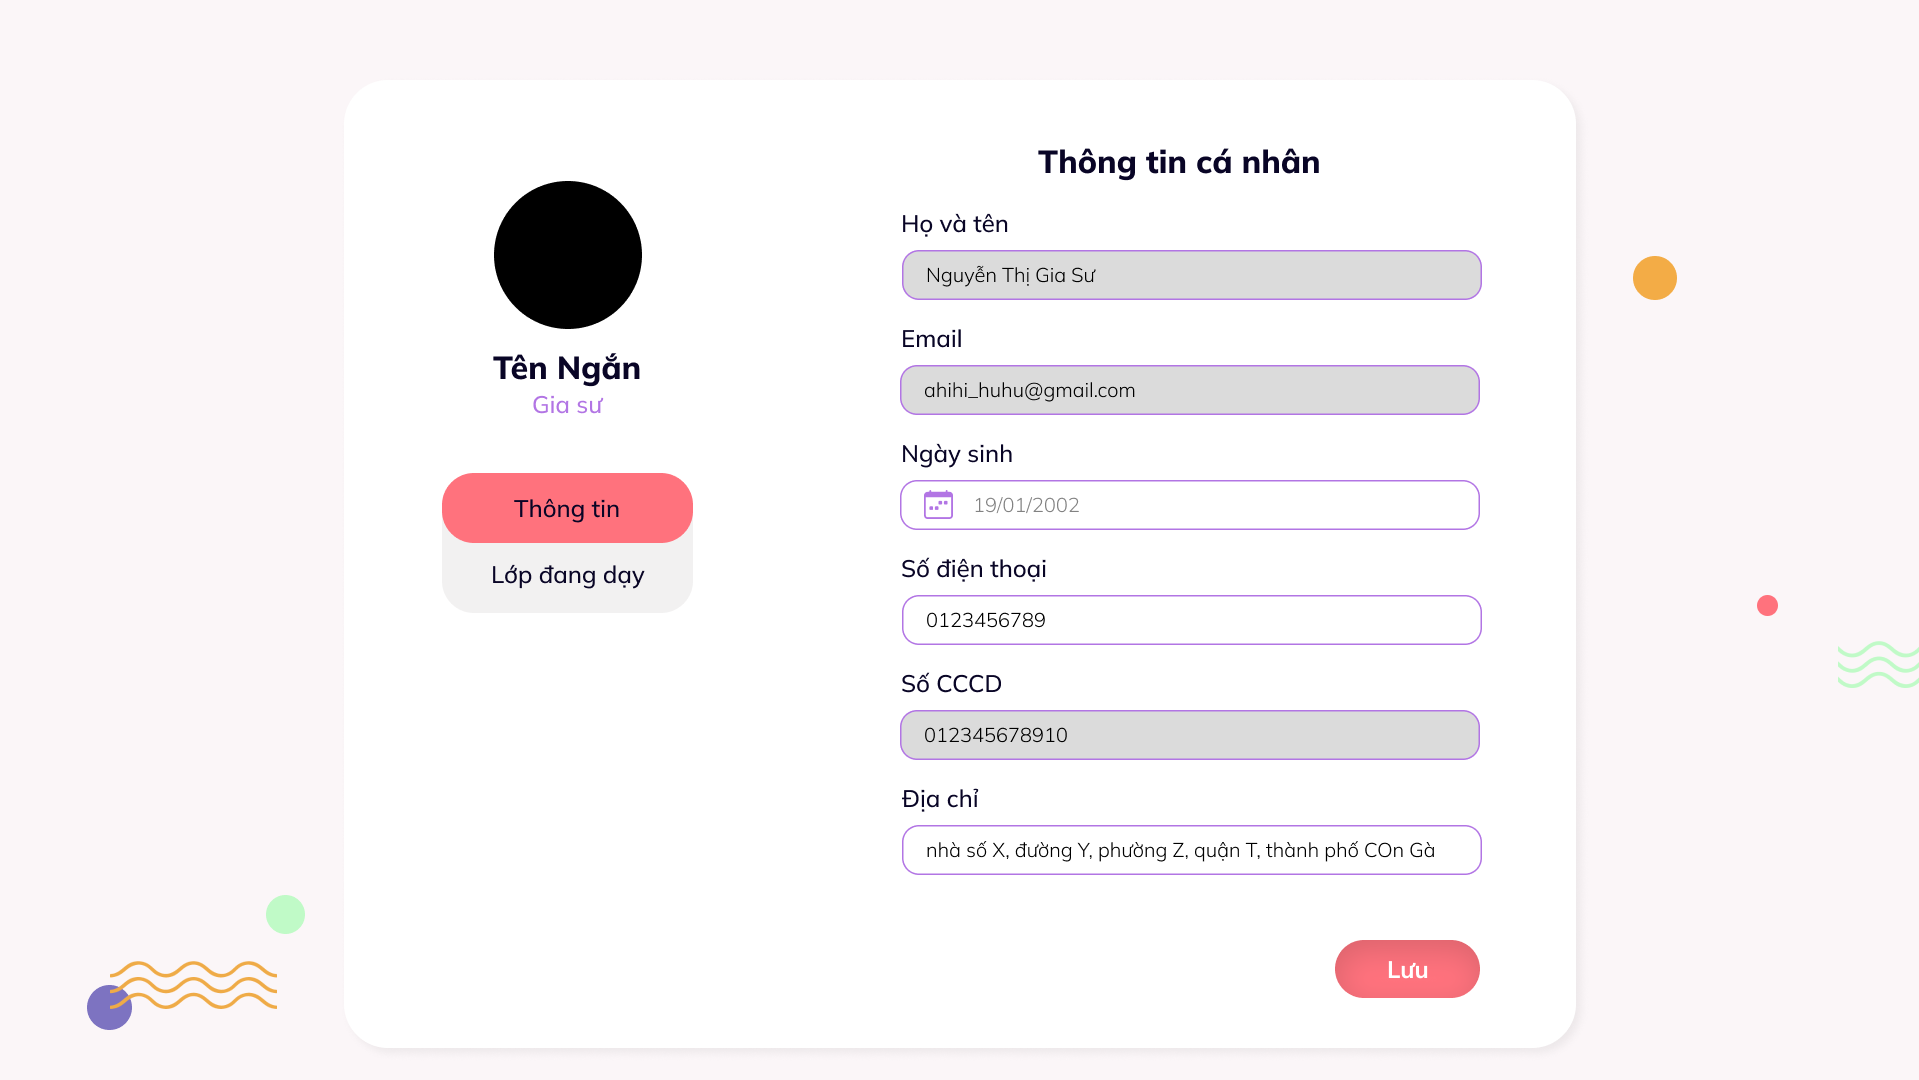 Tên Ngắn
Gia sư
Thông tin
Lớp đang dạy
Thông tin cá nhân
Họ và tên
Nguyễn Thị Gia Sư
Email
ahihi_huhu@gmail.com
Ngày sinh
19/01/2002
Số điện thoại
0123456789
Số CCCD
012345678910
Địa chỉ
nhà số X, đường Y, phường Z, quận T, thành phố COn Gà
Lưu